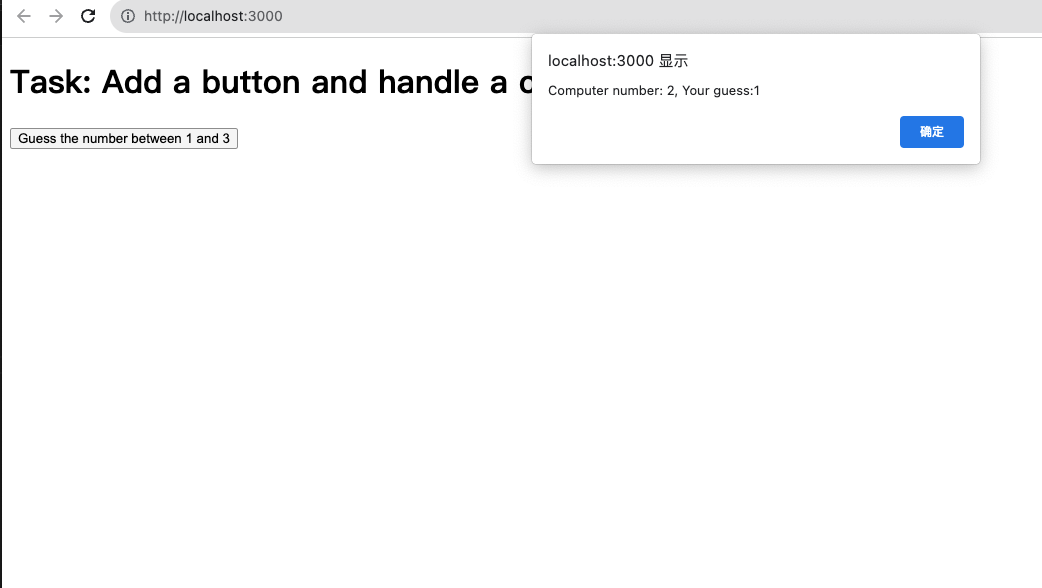 http://localhost:3000
localhost:3000 显示
Computer number: 2, Your guess:1
确定
Task: Add a button and handle a
Guess the number between 1 and 3